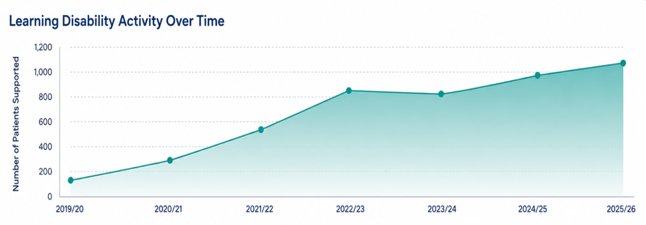 Learning Disability Activity Over Time
Number of Patients Supported
1,200
1,000
800
600
400
200
0
2019/20 2020/21 2021/22 2022/23 2023/24 2024/25 2025/26